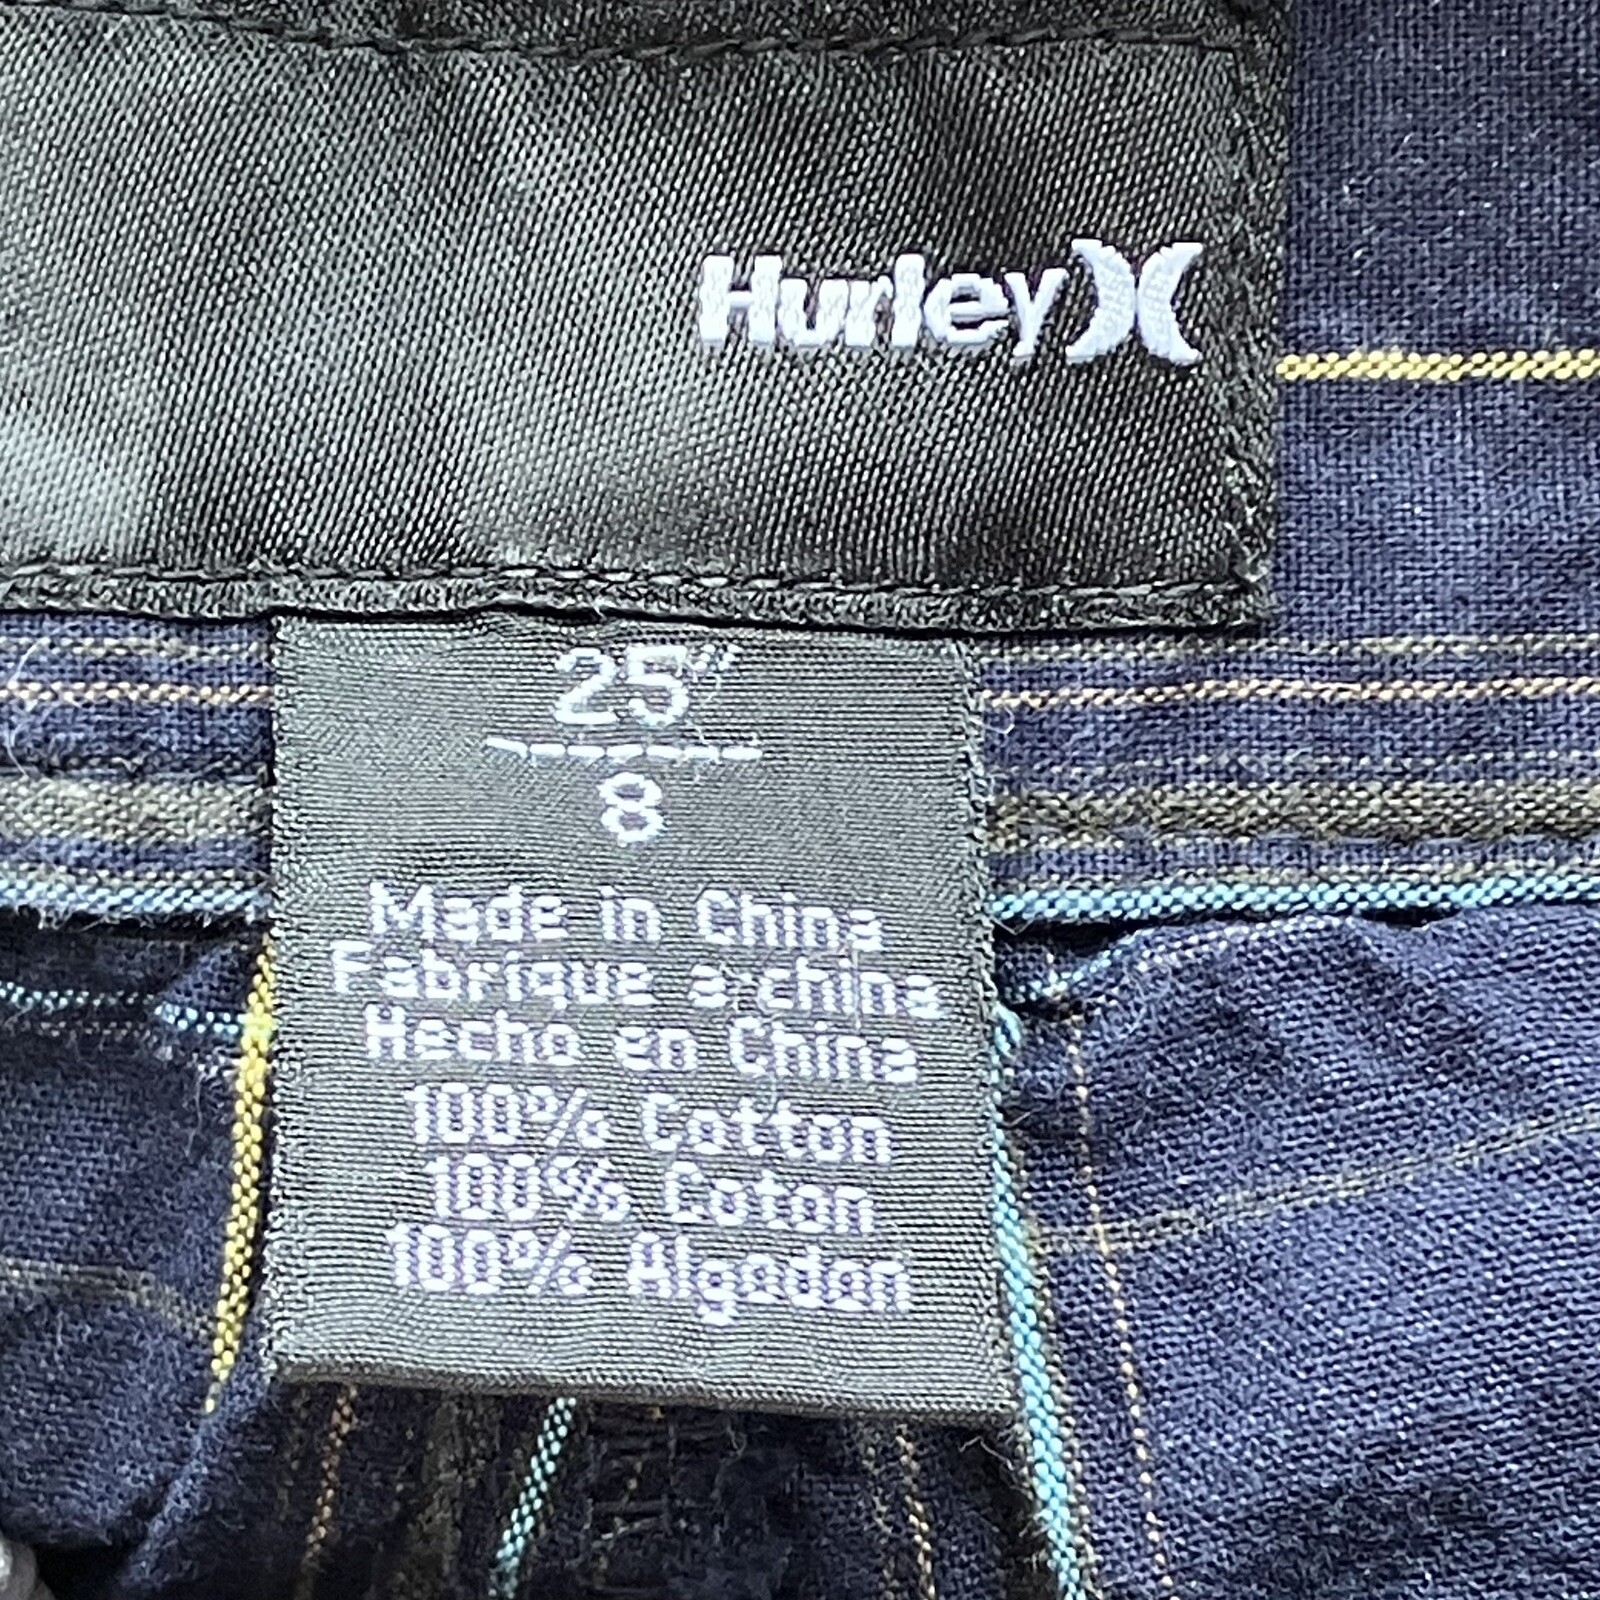 Hurley
25"
8
Made in China
Fabrique a china
Hecho en China
100% Cotton
100% Coton
100% Algodon